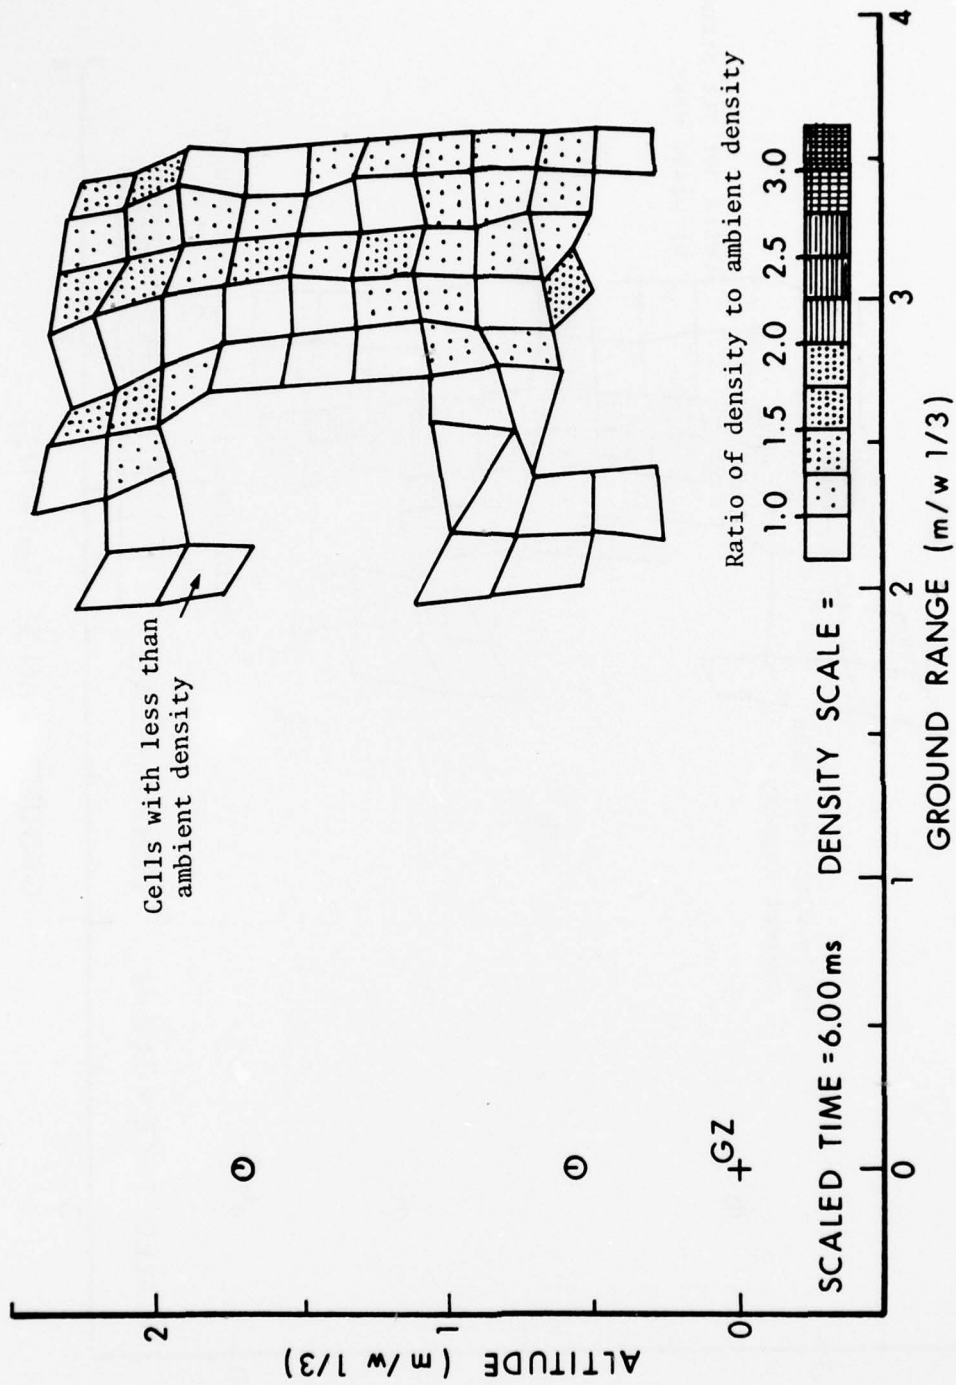 ALTITUDE (m/w 1/3)
2
1
0
Cells with less than
ambient density
GZ
Ratio of density to ambient density
1.0 1.5 2.0 2.5 3.0
SCALED TIME = 6.00 ms DENSITY SCALE =
0 1 2 3 4
GROUND RANGE (m/w 1/3)